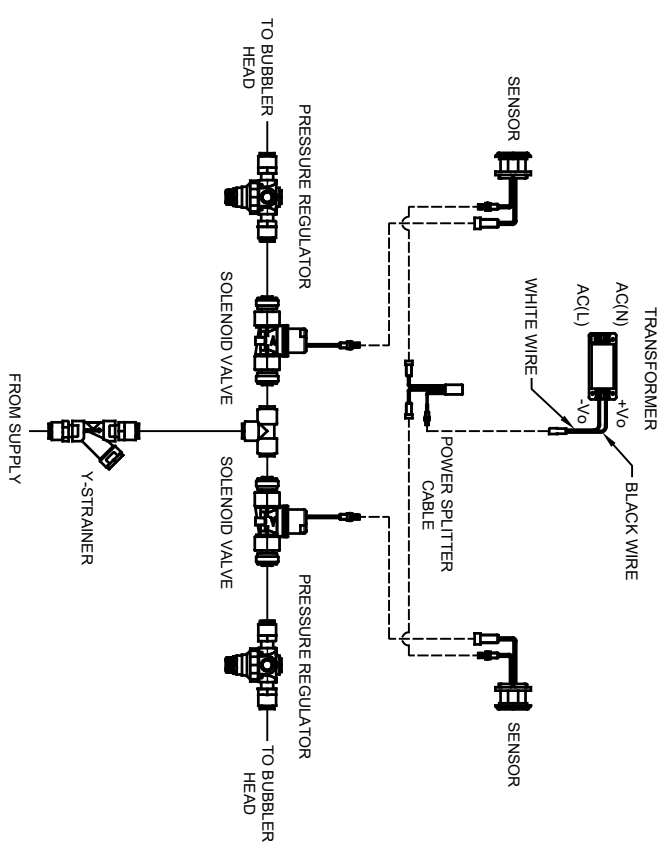 TRANSFORMER
AC(N)
+Vo
BLACK WIRE
AC(L)
-Vo
WHITE WIRE
SENSOR
SENSOR
POWER SPLITTER
CABLE
PRESSURE REGULATOR
PRESSURE REGULATOR
TO BUBBLER
HEAD
TO BUBBLER
HEAD
SOLENOID VALVE
SOLENOID VALVE
Y-STRAINER
FROM SUPPLY